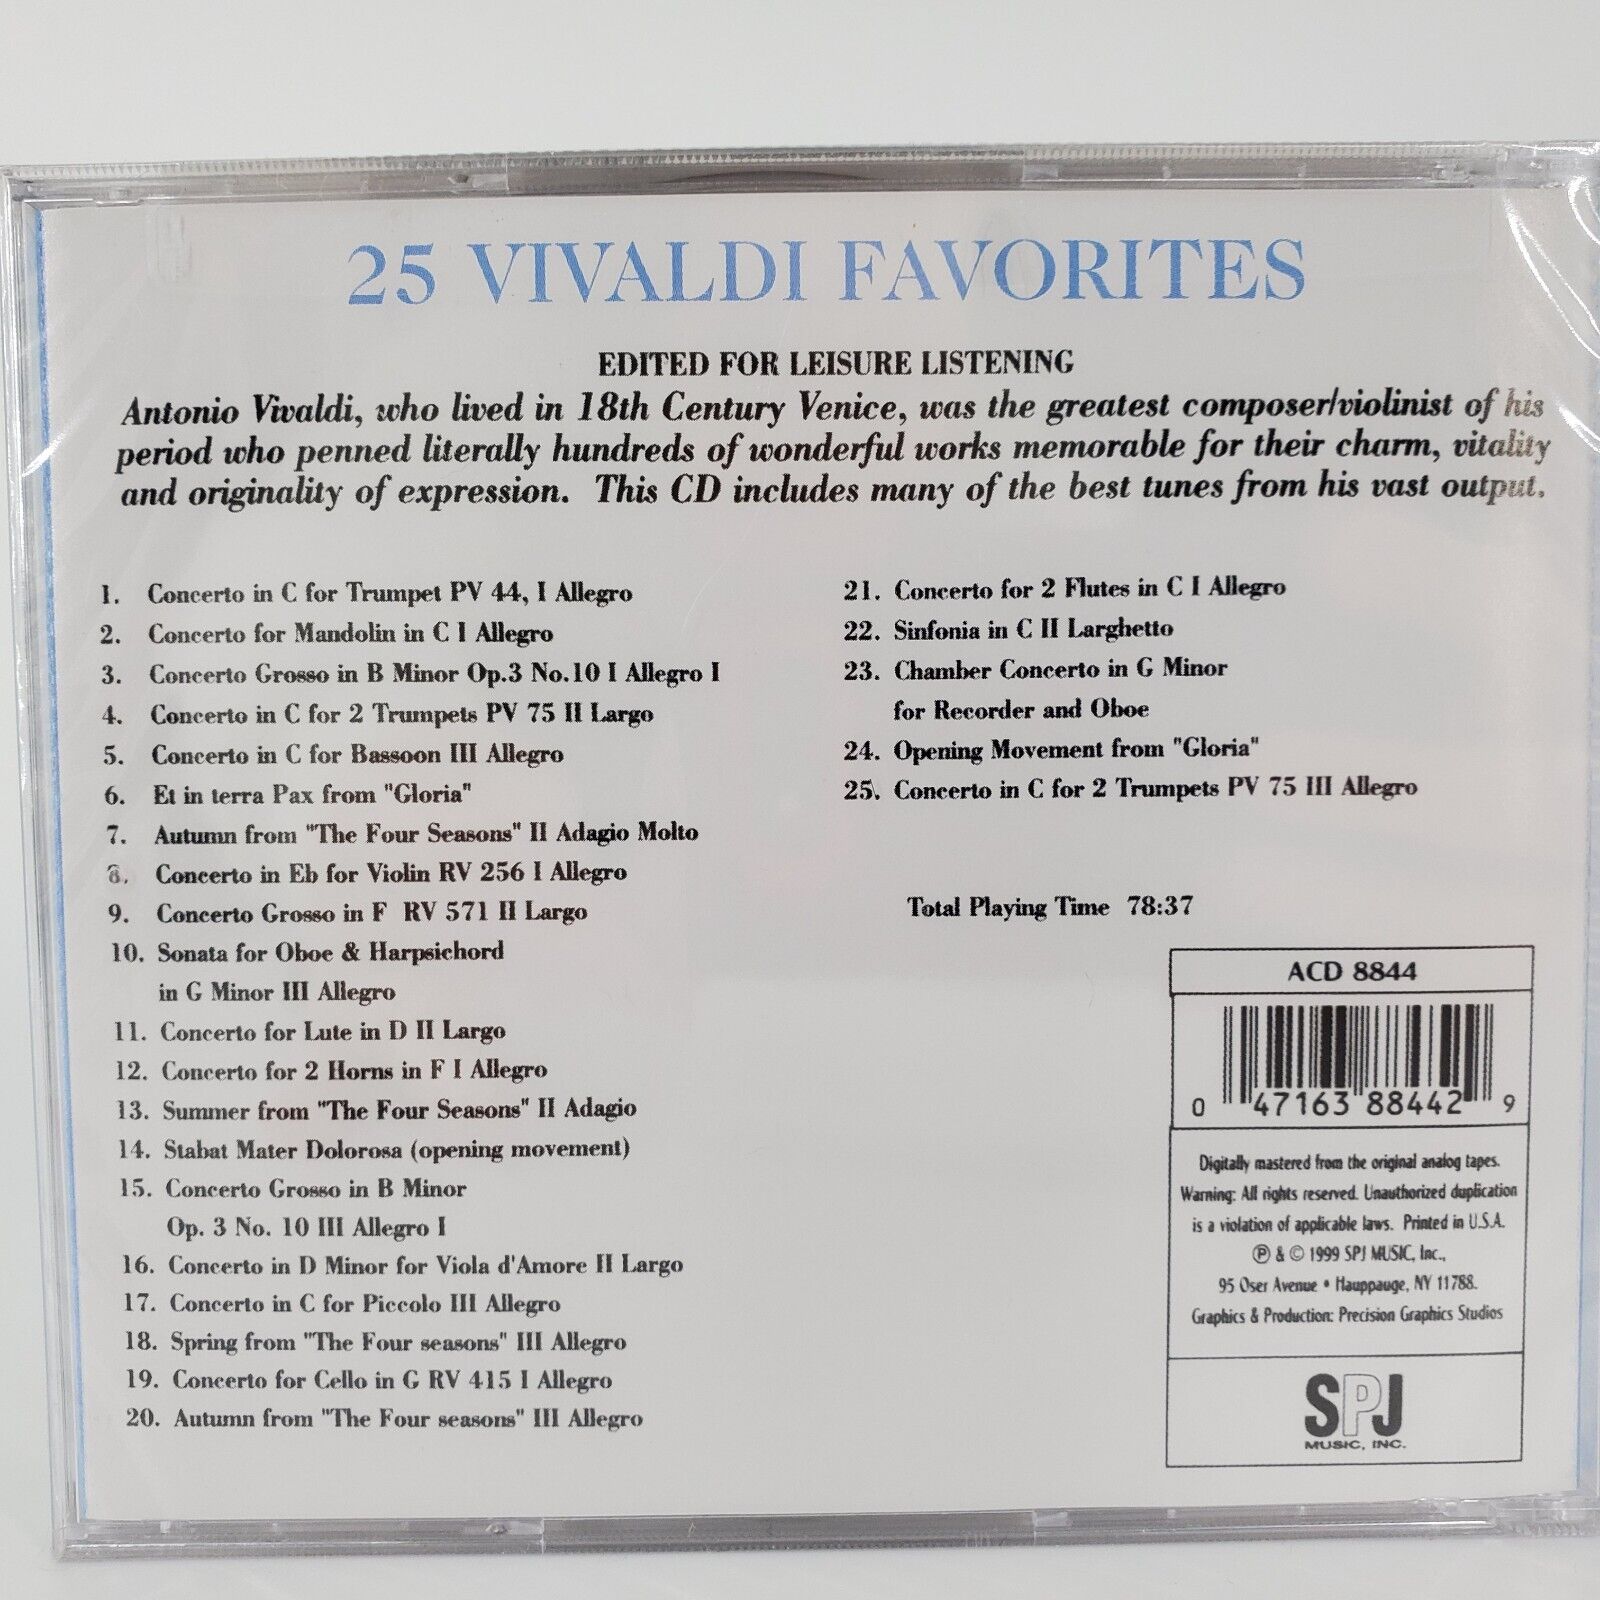 25 VIVALDI FAVORITES
EDITED FOR LEISURE LISTENING
Antonio Vivaldi, who lived in 18th Century Venice, was the greatest composer/violinist of his
period who penned literally hundreds of wonderful works memorable for their charm, vitality
and originality of expression. This CD includes many of the best tunes from his vast output.
1. Concerto in C for Trumpet PV 44, I Allegro
2. Concerto for Mandolin in C I Allegro
3. Concerto Grosso in B Minor Op.3 No.10 I Allegro I
4. Concerto in C for 2 Trumpets PV 75 II Largo
5. Concerto in C for Bassoon III Allegro
6. Et in terra Pax from "Gloria"
7. Autumn from "The Four Seasons" II Adagio Molto
8. Concerto in Eb for Violin RV 256 I Allegro
9. Concerto Grosso in F RV 571 II Largo
10. Sonata for Oboe & Harpsichord
in G Minor III Allegro
11. Concerto for Lute in D II Largo
12. Concerto for 2 Horns in F I Allegro
13. Summer from "The Four Seasons" II Adagio
14. Stabat Mater Dolorosa (opening movement)
15. Concerto Grosso in B Minor
Op. 3 No. 10 III Allegro I
16. Concerto in D Minor for Viola d'Amore II Largo
17. Concerto in C for Piccolo III Allegro
18. Spring from "The Four seasons" III Allegro
19. Concerto for Cello in G RV 415 I Allegro
20. Autumn from "The Four seasons" III Allegro
21. Concerto for 2 Flutes in C I Allegro
22. Sinfonia in C II Larghetto
23. Chamber Concerto in G Minor
for Recorder and Oboe
24. Opening Movement from "Gloria"
25. Concerto in C for 2 Trumpets PV 75 III Allegro
Total Playing Time 78:37
ACD 8844
0 47163 88442 9
Digitally mastered from the original analog tapes.
Warning: All rights reserved. Unauthorized duplication
is a violation of applicable laws. Printed in U.S.A.
℗ & © 1999 SPJ MUSIC, Inc.,
95 Oser Avenue • Hauppauge, NY 11788.
Graphics & Production: Precision Graphics Studios
SPJ
MUSIC, INC.